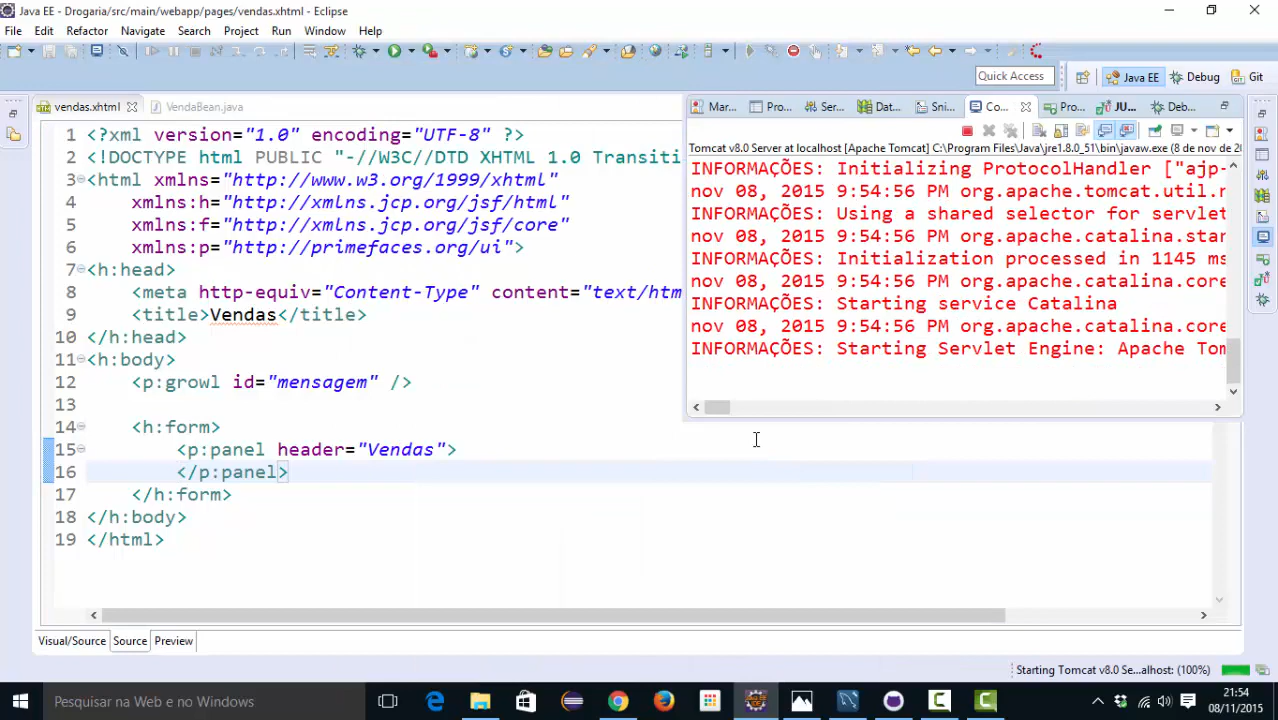 Java EE - Drogaria/src/main/webapp/pages/vendas.xhtml - Eclipse
File Edit Refactor Navigate Search Project Run Window Help
Quick Access Java EE Debug Git
vendas.xhtml VendaBean.java
Mar... Pro... Ser... Dat... Sni... Co... Pro... JU... Deb...
Tomcat v8.0 Server at localhost [Apache Tomcat] C:\Program Files\Java\jre1.8.0_51\bin\javaw.exe (8 de nov de 20
INFORMAÇÕES: Initializing ProtocolHandler ["ajp-
nov 08, 2015 9:54:56 PM org.apache.tomcat.util.n
INFORMAÇÕES: Using a shared selector for servlet
nov 08, 2015 9:54:56 PM org.apache.catalina.star
INFORMAÇÕES: Initialization processed in 1145 ms
nov 08, 2015 9:54:56 PM org.apache.catalina.core
INFORMAÇÕES: Starting service Catalina
nov 08, 2015 9:54:56 PM org.apache.catalina.core
INFORMAÇÕES: Starting Servlet Engine: Apache Tom
1 <?xml version="1.0" encoding="UTF-8" ?>
2 <!DOCTYPE html PUBLIC "-//W3C//DTD XHTML 1.0 Transiti
3 <html xmlns="http://www.w3.org/1999/xhtml"
4 xmlns:h="http://xmlns.jcp.org/jsf/html"
5 xmlns:f="http://xmlns.jcp.org/jsf/core"
6 xmlns:p="http://primefaces.org/ui">
7 <h:head>
8 <meta http-equiv="Content-Type" content="text/htm
9 <title>Vendas</title>
10 </h:head>
11 <h:body>
12 <p:growl id="mensagem" />
13
14 <h:form>
15 <p:panel header="Vendas">
16 </p:panel>
17 </h:form>
18 </h:body>
19 </html>
Visual/Source Source Preview
Starting Tomcat v8.0 Se...alhost: (100%)
Pesquisar na Web e no Windows
21:54
08/11/2015